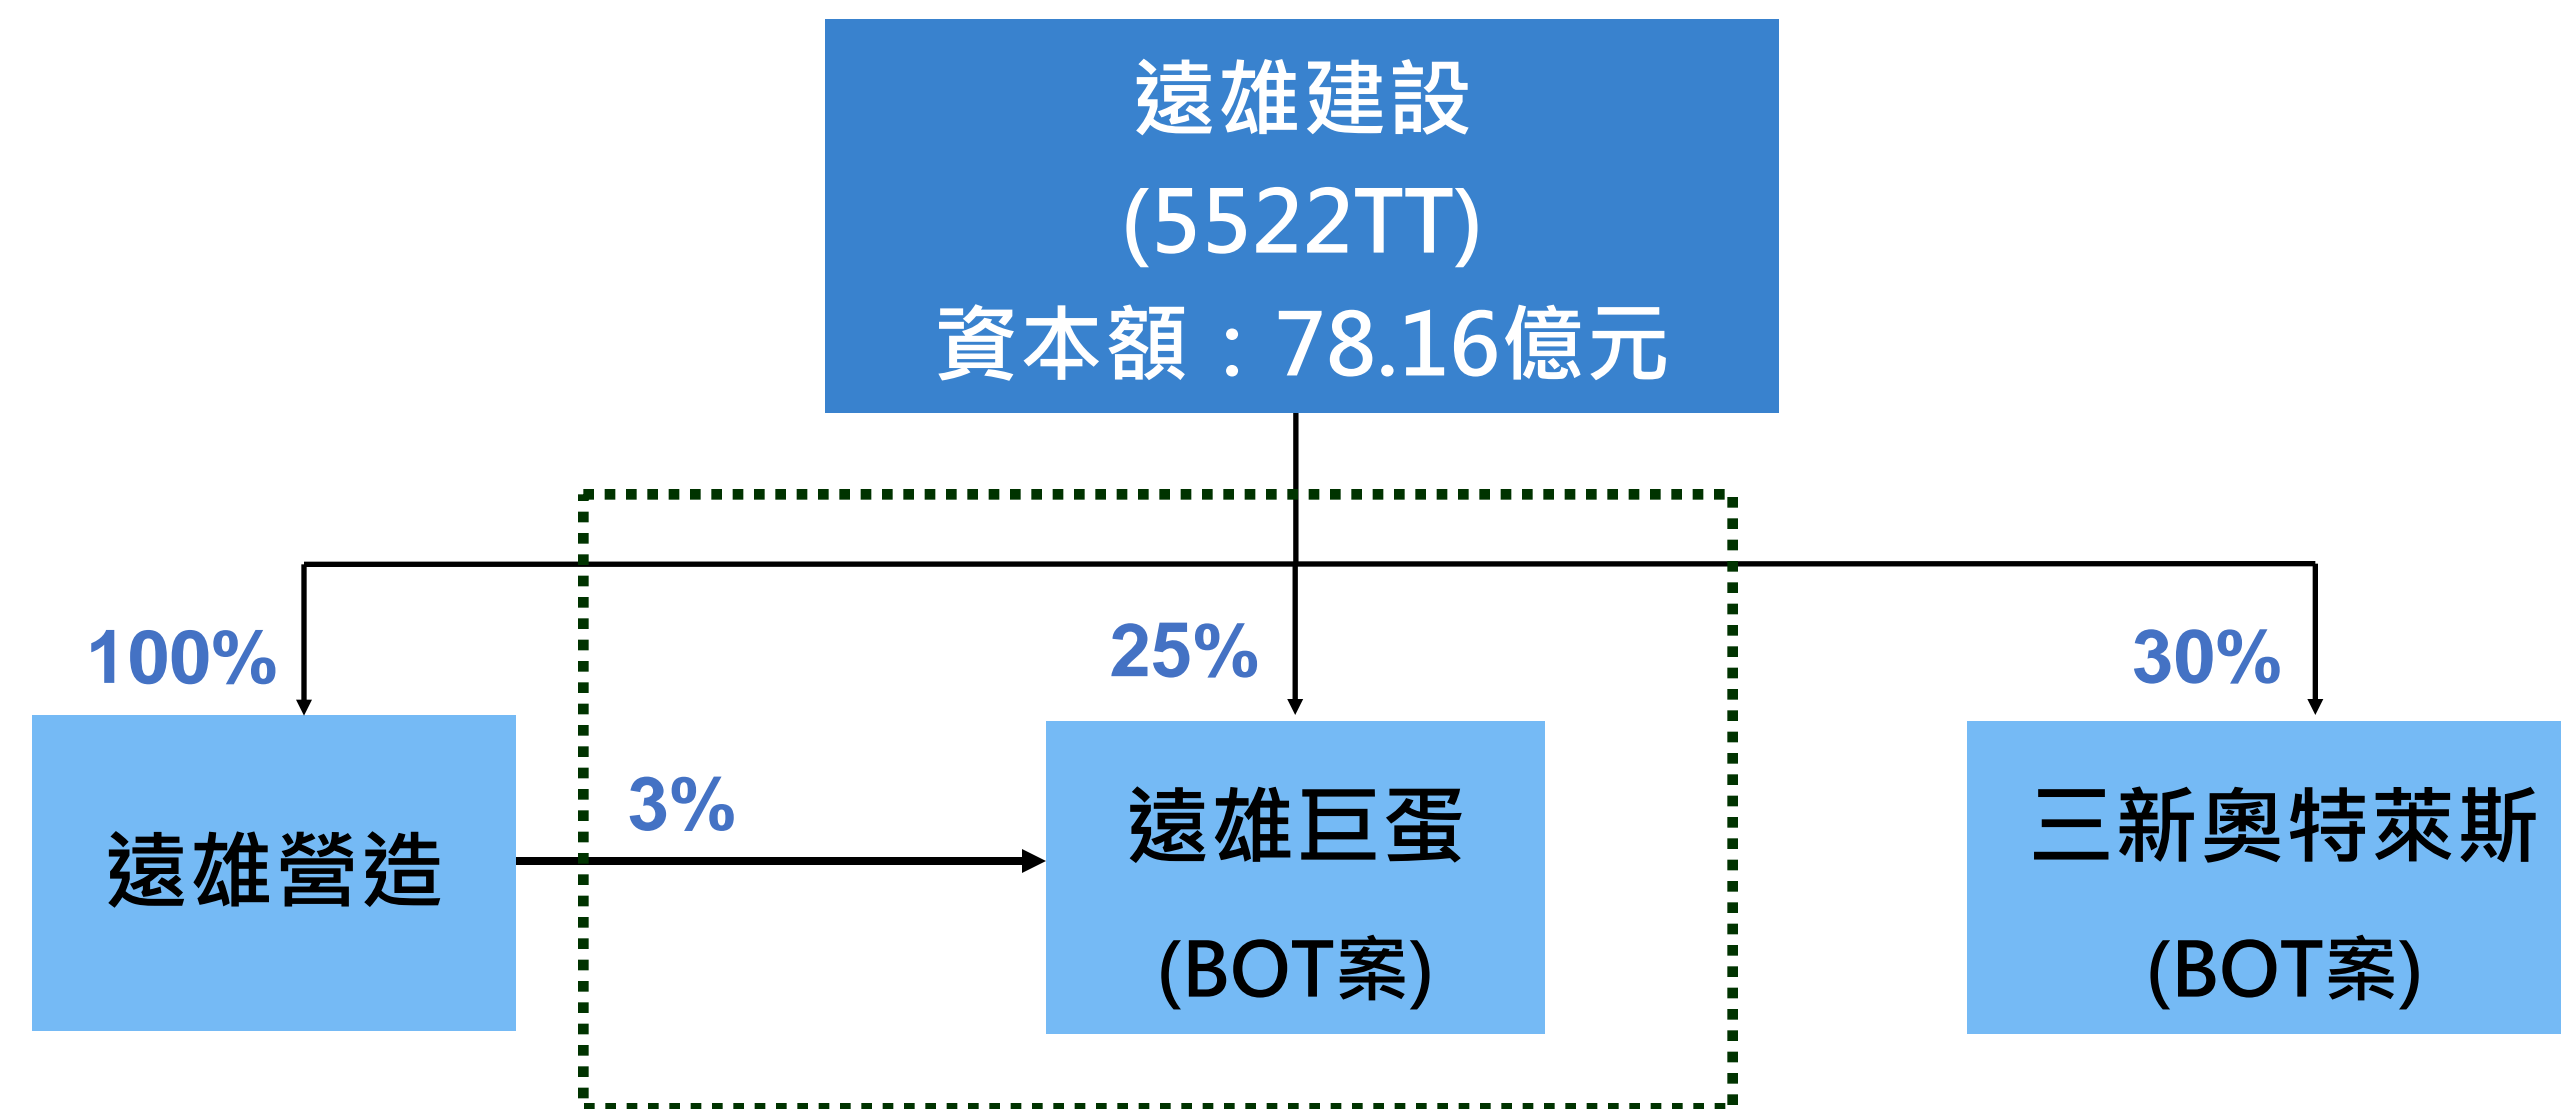 遠雄建設
(5522TT)
資本額：78.16億元
100%
25%
30%
3%
遠雄營造
遠雄巨蛋
(BOT案)
三新奧特萊斯
(BOT案)